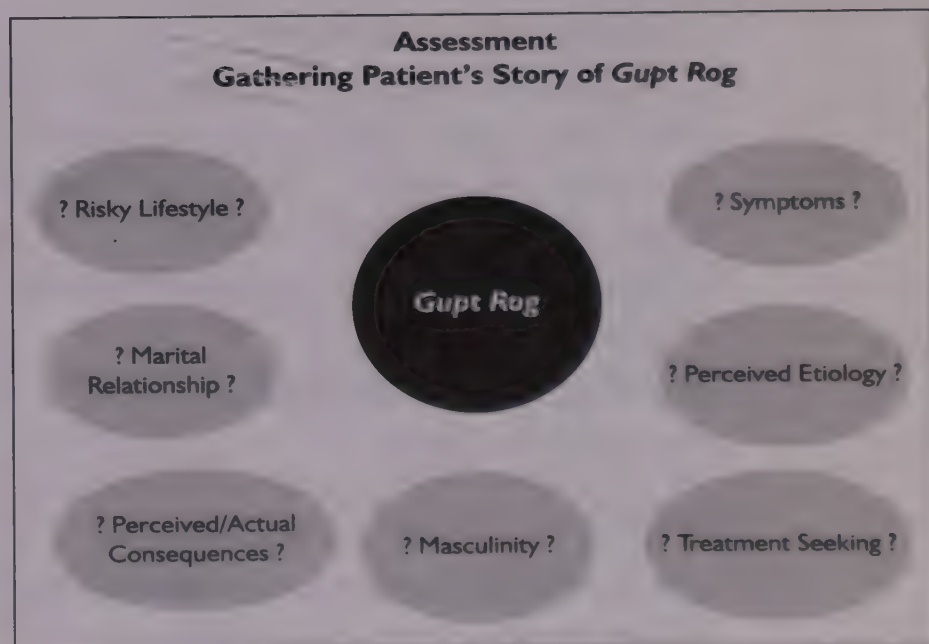 Assessment
Gathering Patient's Story of Gupt Rog
? Risky Lifestyle ?
? Symptoms ?
Gupt Rog
? Marital
Relationship ?
? Perceived Etiology ?
? Perceived/Actual
Consequences ?
? Masculinity ?
? Treatment Seeking ?